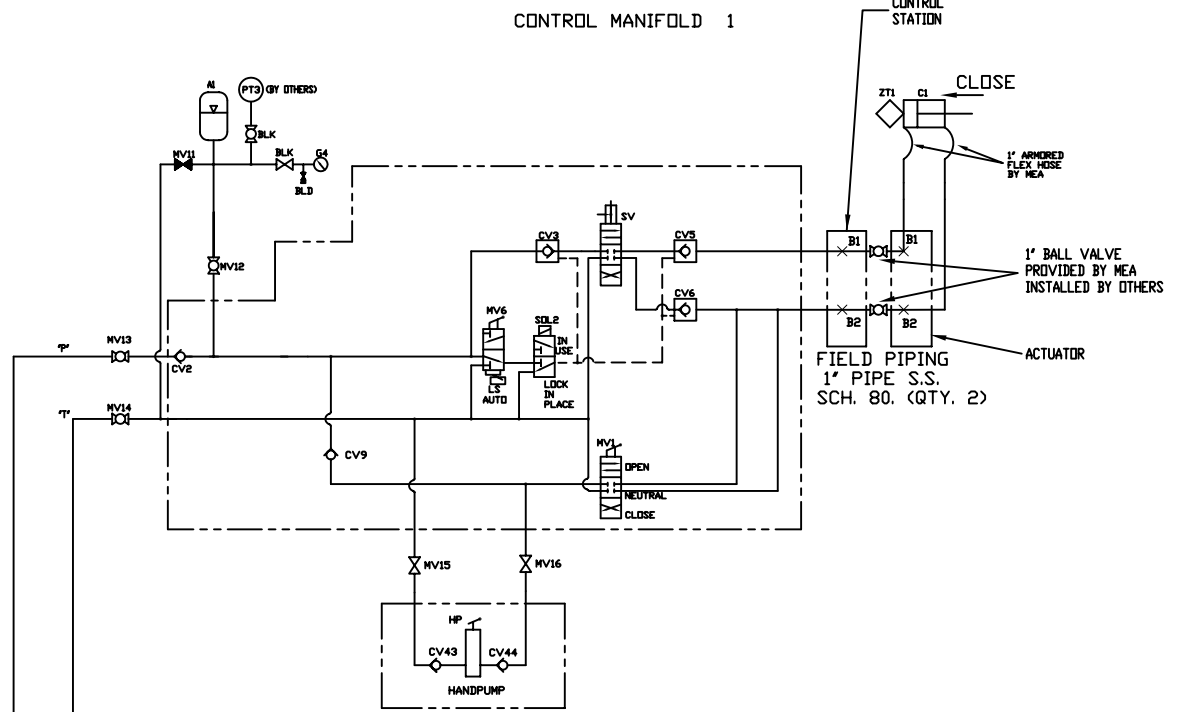 CONTROL MANIFOLD 1
CONTROL
STATION
A1
PT3
(BY OTHERS)
BLK
MV11
BLK
G4
BLD
MV12
ZT1
C1
CLOSE
1" ARMORED
FLEX HOSE
BY MEA
SV
CV3
CV5
B1
B1
CV6
B2
B2
1" BALL VALVE
PROVIDED BY MEA
INSTALLED BY OTHERS
ACTUATOR
FIELD PIPING
1" PIPE S.S.
SCH. 80. (QTY. 2)
MV6
SOL2
IN
USE
LOCK
IN
PLACE
LS
AUTO
"P"
MV13
CV2
"T"
MV14
CV9
MV1
OPEN
NEUTRAL
CLOSE
MV15
MV16
HP
CV43
CV44
HANDPUMP